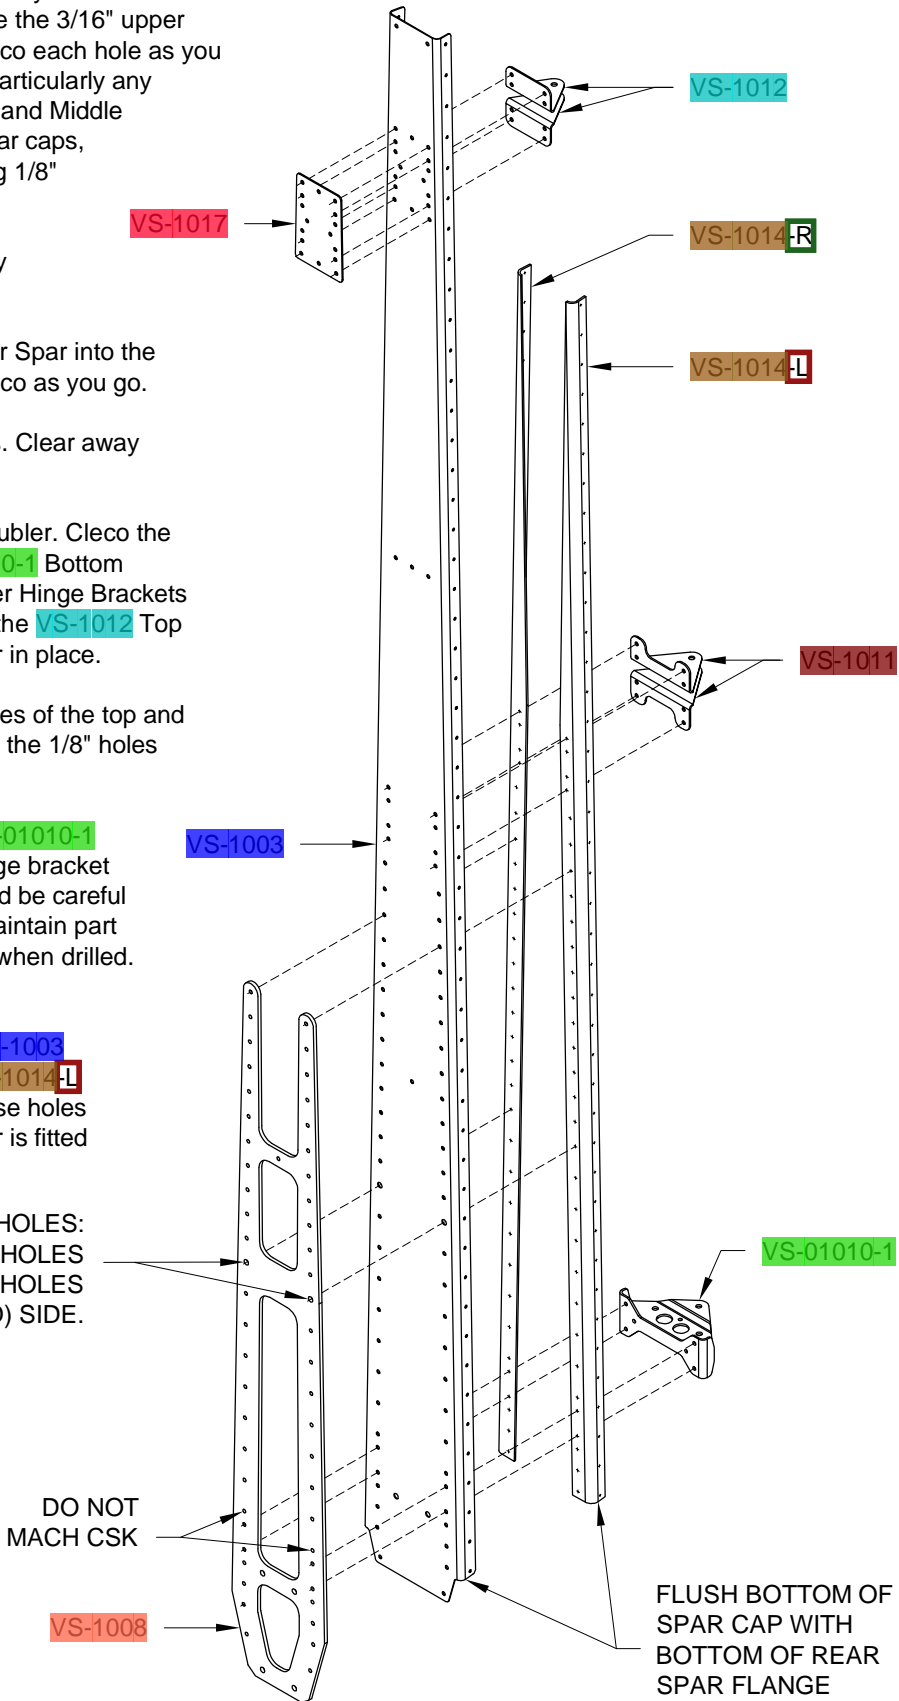 e the 3/16" upper
co each hole as you
articularly any
and Middle
ar caps,
g 1/8"
VS-1012
VS-1017
VS-1014-R
y
r Spar into the
co as you go.
VS-1014-L
. Clear away
ubler. Cleco the
0-1 Bottom
er Hinge Brackets
the VS-1012 Top
r in place.
VS-1011
es of the top and
the 1/8" holes
-01010-1
VS-1003
ge bracket
d be careful
aintain part
when drilled.
-1003
-1014-L
se holes
r is fitted
HOLES:
HOLES
HOLES
) SIDE.
VS-01010-1
DO NOT
MACH CSK
VS-1008
FLUSH BOTTOM OF
SPAR CAP WITH
BOTTOM OF REAR
SPAR FLANGE